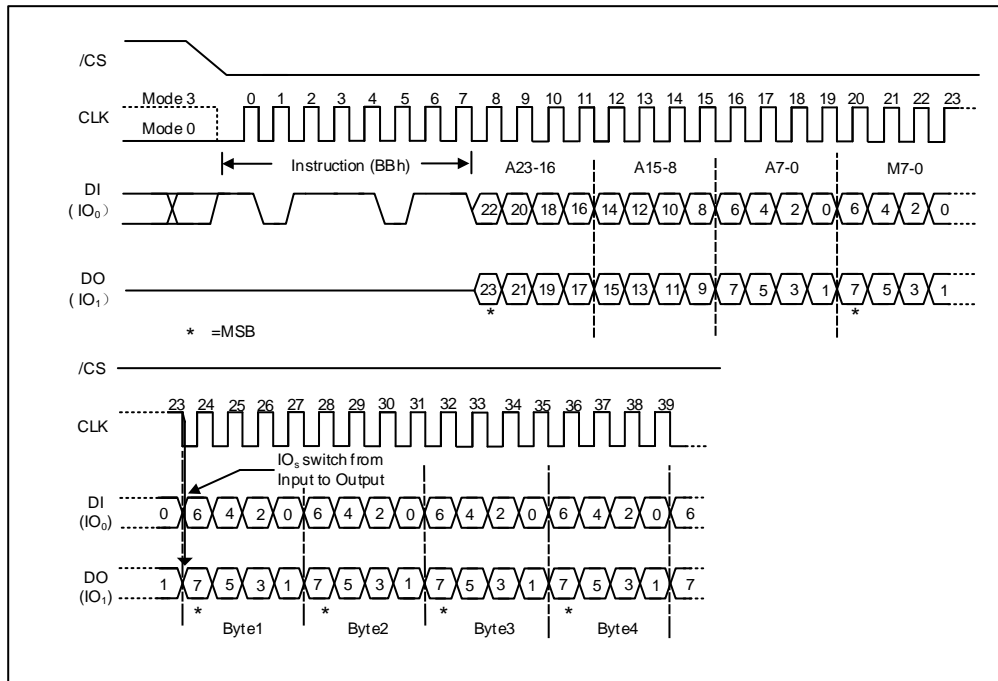 /CS
Mode 3
0 1 2 3 4 5 6 7 8 9 10 11 12 13 14 15 16 17 18 19 20 21 22 23
CLK
Mode 0
Instruction (BBh)
A23-16 A15-8 A7-0 M7-0
DI
( IO0)
22 20 18 16 14 12 10 8 6 4 2 0 6 4 2 0
DO
( IO1)
23 21 19 17 15 13 11 9 7 5 3 1 7 5 3 1
* *
* =MSB
/CS
23 24 25 26 27 28 29 30 31 32 33 34 35 36 37 38 39
CLK
IOs switch from
Input to Output
DI
(IO0)
0 6 4 2 0 6 4 2 0 6 4 2 0 6 4 2 0 6
DO
(IO1)
1 7 5 3 1 7 5 3 1 7 5 3 1 7 5 3 1 7
* * * *
Byte1 Byte2 Byte3 Byte4